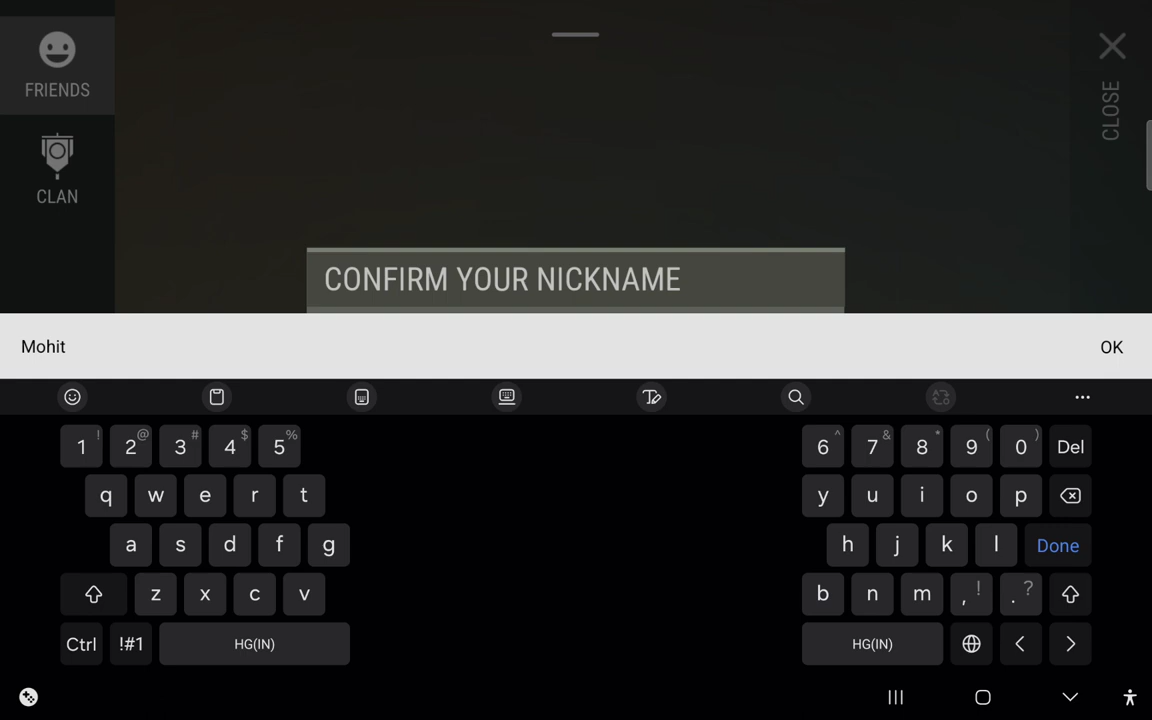 FRIENDS
CLOSE
CLAN
CONFIRM YOUR NICKNAME
Mohit
OK
1 ! 2 @ 3 # 4 $ 5 % 6 ^ 7 & 8 * 9 ( 0 ) Del
q w e r t y u i o p
a s d f g h j k l Done
z x c v b n m , ! . ?
Ctrl !#1 HG(IN) HG(IN)